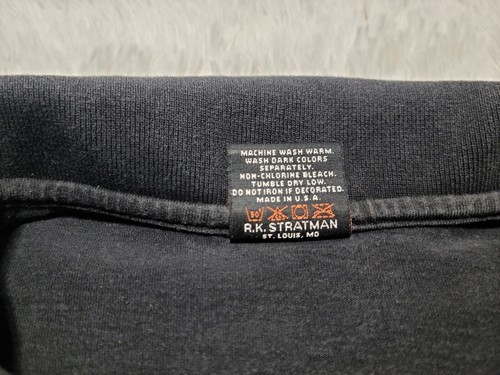 MACHINE WASH WARM.
WASH DARK COLORS
SEPARATELY.
NON-CHLORINE BLEACH.
TUMBLE DRY LOW.
DO NOT IRON IF DECORATED.
MADE IN U.S.A.
50
R.K. STRATMAN
ST. LOUIS, MO